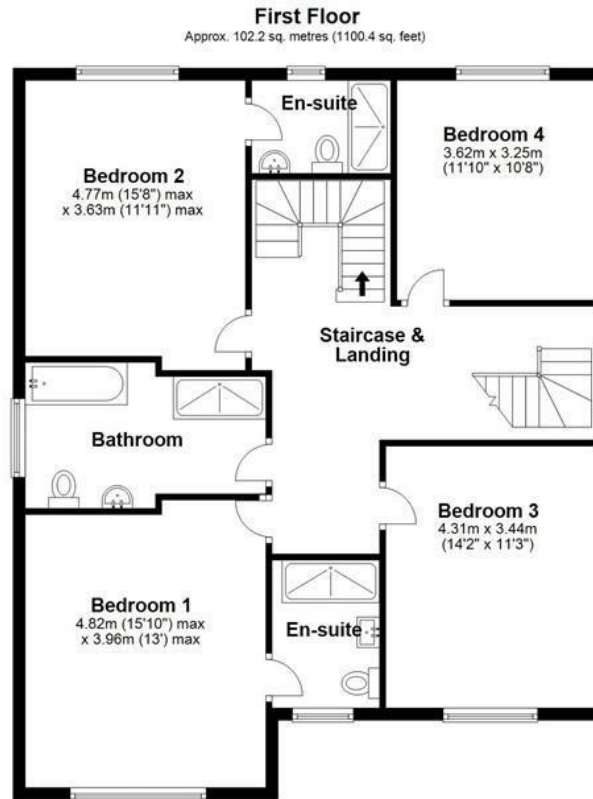 First Floor
Approx. 102.2 sq. metres (1100.4 sq. feet)
En-suite
Bedroom 4
3.62m x 3.25m
(11'10" x 10'8")
Bedroom 2
4.77m (15'8") max
x 3.63m (11'11") max
Staircase &
Landing
Bathroom
Bedroom 3
4.31m x 3.44m
(14'2" x 11'3")
Bedroom 1
4.82m (15'10") max
x 3.96m (13') max
En-suite